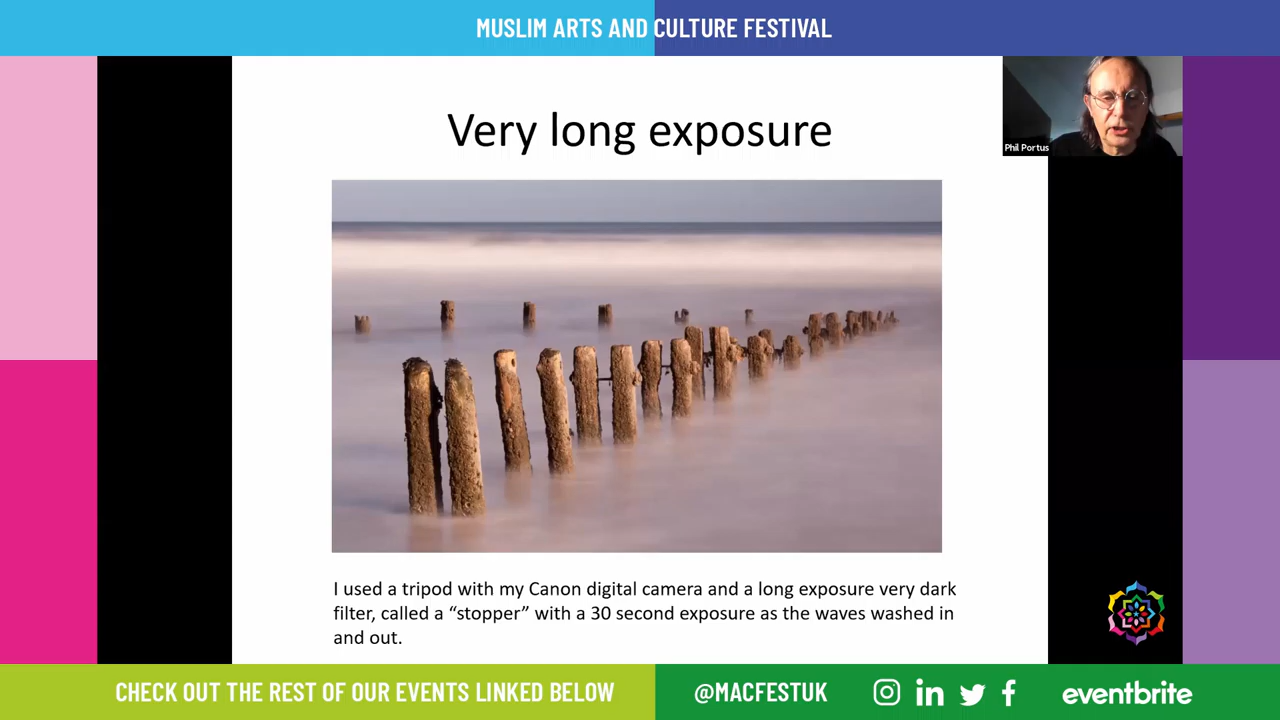 MUSLIM ARTS AND CULTURE FESTIVAL
Very long exposure
Phil Portus
I used a tripod with my Canon digital camera and a long exposure very dark
filter, called a “stopper” with a 30 second exposure as the waves washed in
and out.
CHECK OUT THE REST OF OUR EVENTS LINKED BELOW
@MACFESTUK
eventbrite